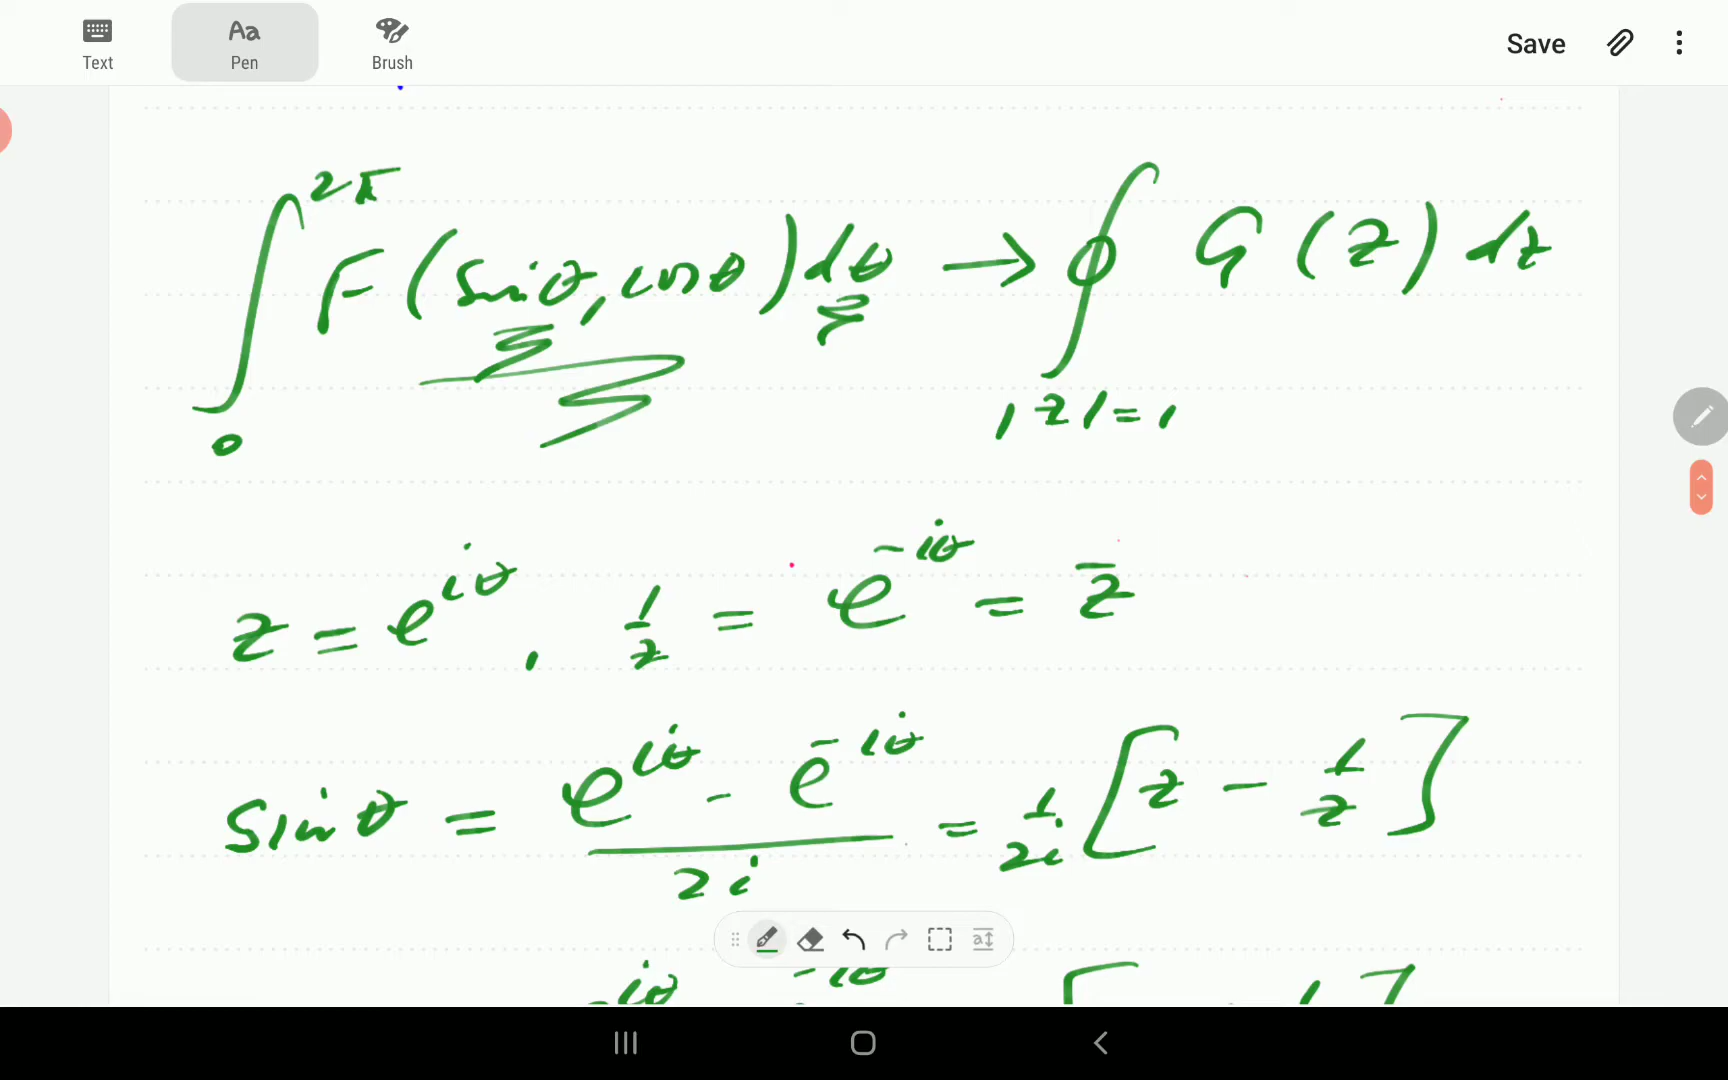 Text Pen Brush Save
∫₀^{2π} F(sinθ, cosθ)dθ → ∮_{|z|=1} G(z)dz
z = e^{iθ}, 1/z = e^{-iθ} = z̄
sinθ = (e^{iθ} - e^{-iθ})/2i = 1/2i [z - 1/z]